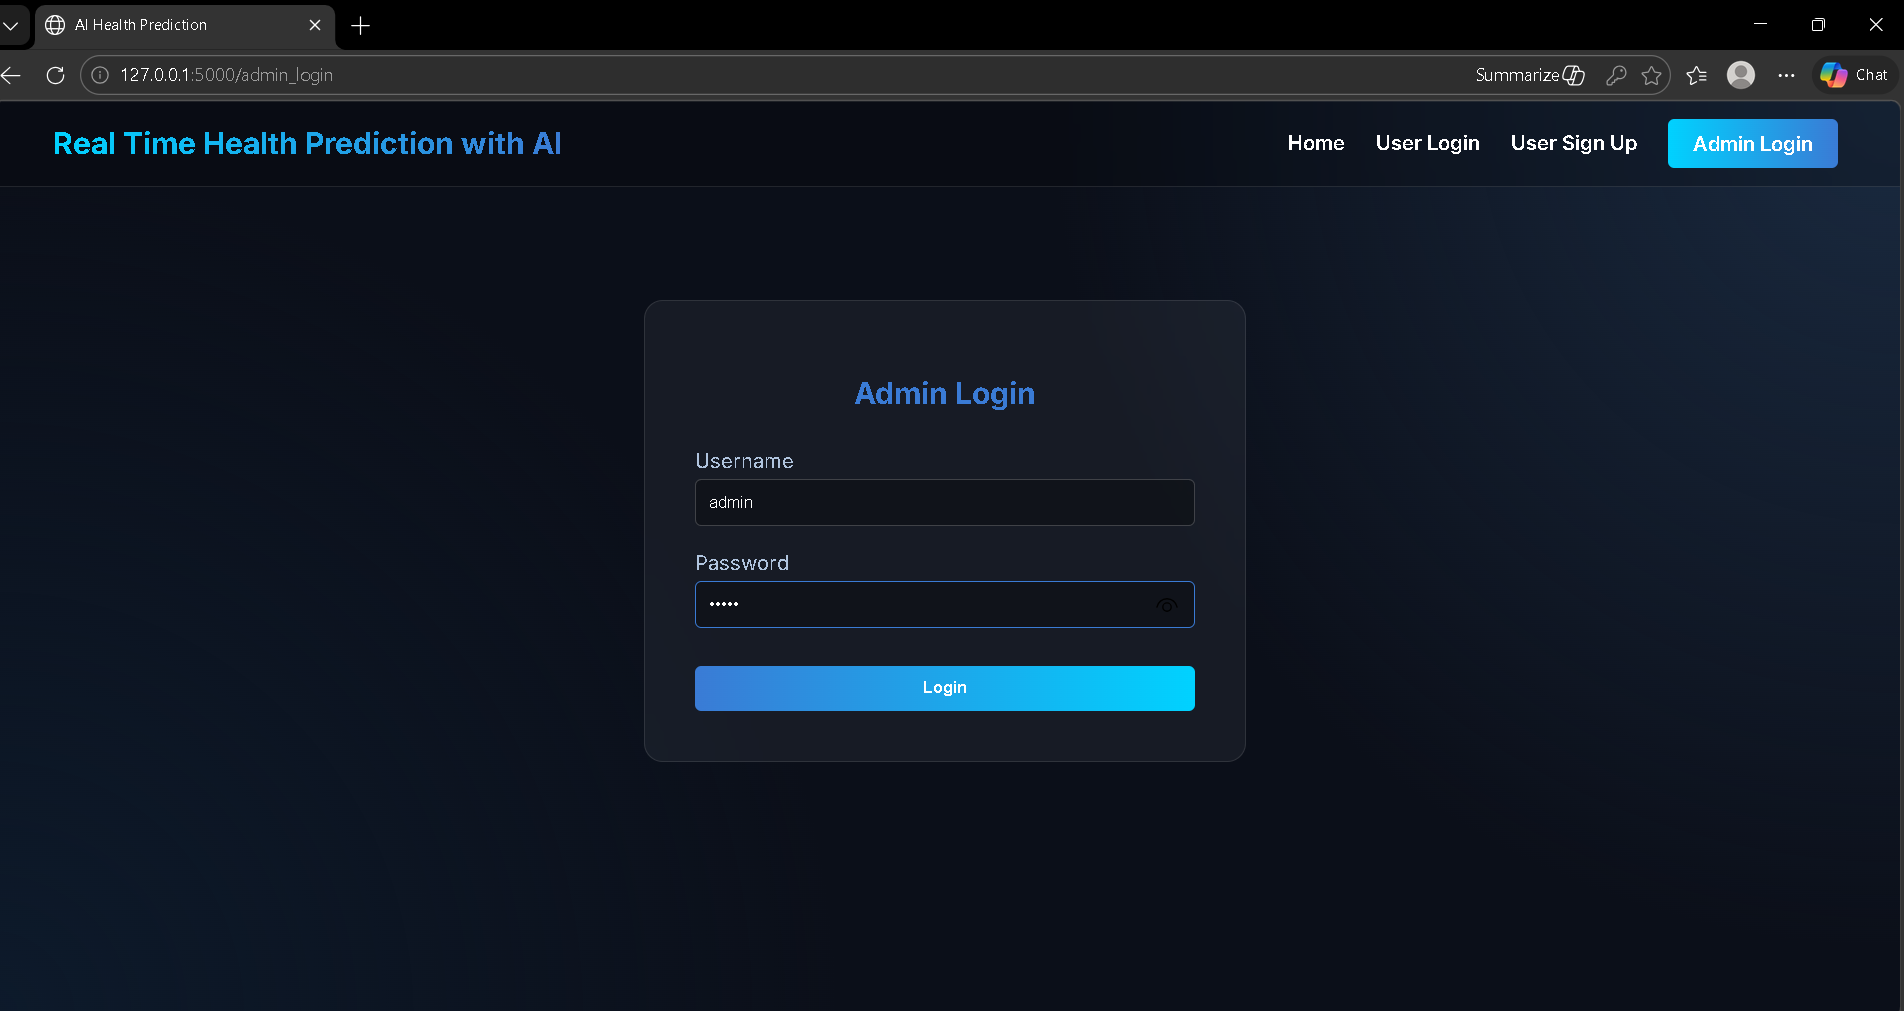 AI Health Prediction
127.0.0.1:5000/admin_login
Summarize
Chat
Real Time Health Prediction with AI
Home
User Login
User Sign Up
Admin Login
Admin Login
Username
admin
Password
•••••
Login